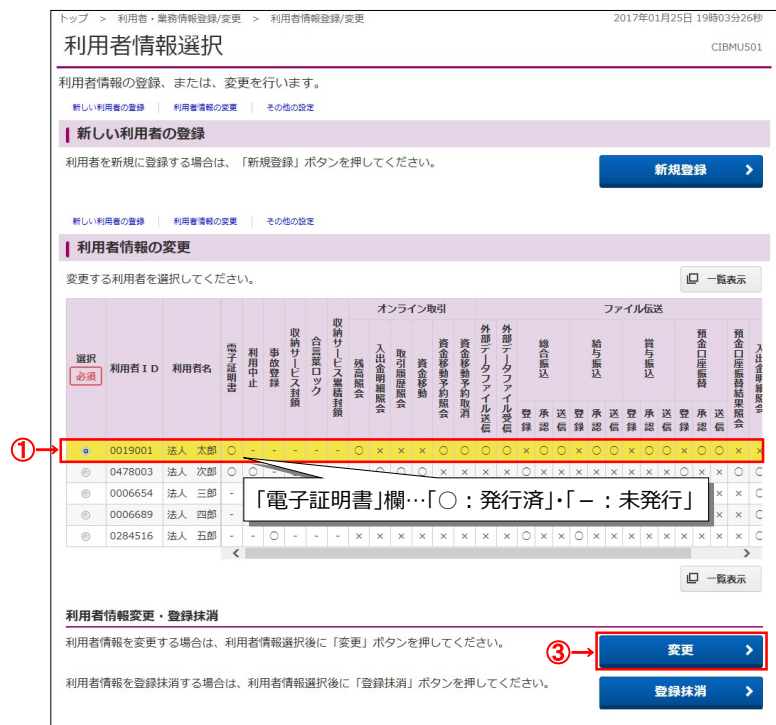 トップ > 利用者・業務情報登録/変更 > 利用者情報登録/変更 2017年01月25日 19時03分26秒
利用者情報選択 CIBMU501
利用者情報の登録、または、変更を行います。
新しい利用者の登録 | 利用者情報の変更 | その他の設定
新しい利用者の登録
利用者を新規に登録する場合は、「新規登録」ボタンを押してください。
新規登録
新しい利用者の登録 | 利用者情報の変更 | その他の設定
利用者情報の変更
変更する利用者を選択してください。
一覧表示
オンライン取引 ファイル伝送
選択 必須
利用者ID
利用者名
電子証明書
利用中止
事故登録
収納サービス封鎖
合言葉ロック
収納サービス累積封鎖
残高照会
入出金明細照会
取引履歴照会
資金移動
資金移動予約照会
資金移動予約取消
外部データファイル送信
外部データファイル受信
総合振込
給与振込
賞与振込
預金口座振替
預金口座振替結果照会
入出金明細照会
登録 承認 送信 登録 承認 送信 登録 承認 送信 登録 承認 送信
①
0019001 法人 太郎 ○ - - - - - ○ × × × ○ ○ ○ ○ × ○ ○ × ○ ○ × ○ ○ × ○ ○ × ×
0478003 法人 次郎 ○ ○
0006654 法人 三郎 -
0006689 法人 四郎 -
0284516 法人 五郎 - - ○ - - - × × × × × × × × ○ × × ○ × × × × × × × × × ○
「電子証明書」欄…「○：発行済」・「－：未発行」
一覧表示
利用者情報変更・登録抹消
利用者情報を変更する場合は、利用者情報選択後に「変更」ボタンを押してください。
③
変更
利用者情報を登録抹消する場合は、利用者情報選択後に「登録抹消」ボタンを押してください。
登録抹消